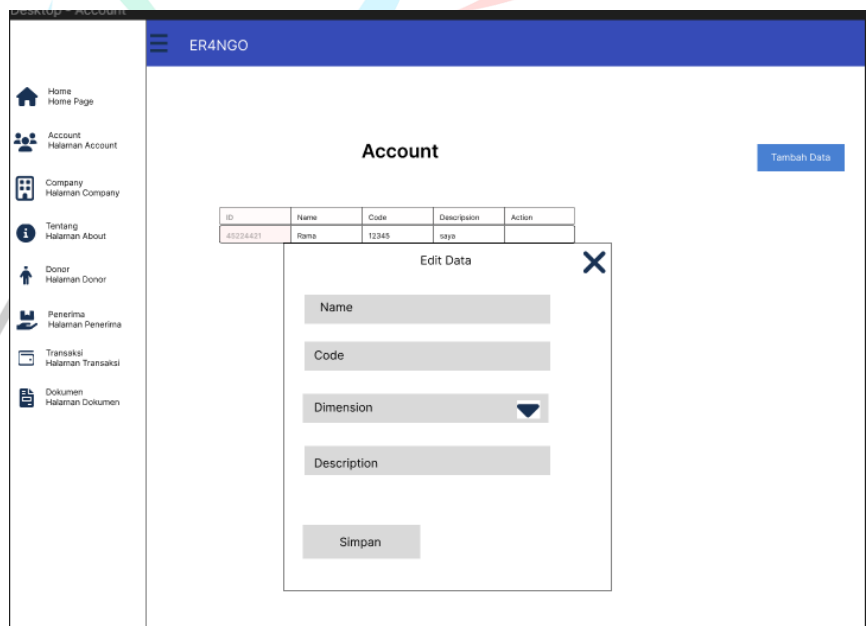 Desktop - Account
ER4NGO
Home
Home Page
Account
Halaman Account
Company
Halaman Company
Tentang
Halaman About
Donor
Halaman Donor
Penerima
Halaman Penerima
Transaksi
Halaman Transaksi
Dokumen
Halaman Dokumen
Account
Tambah Data
ID Name Code Descripsion Action
45224421 Rama 12345 saya
Edit Data
Name
Code
Dimension
Description
Simpan